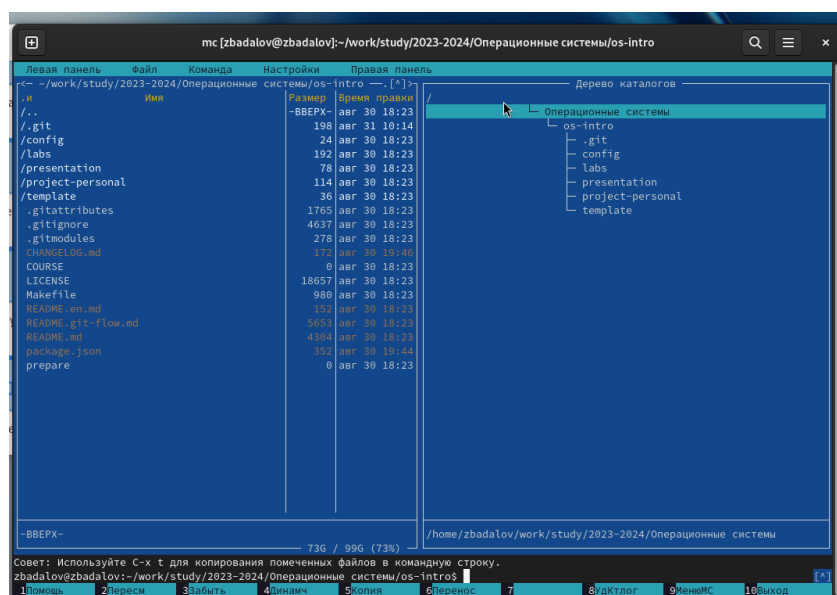 mc [zbadalov@zbadalov]:~/work/study/2023-2024/Операционные системы/os-intro
Левая панель Файл Команда Настройки Правая панель
<— ~/work/study/2023-2024/Операционные системы/os-intro —.[^]>
.и Имя Размер Время правки
/.. -ВВЕРХ- авг 30 18:23
/.git 198 авг 31 10:14
/config 24 авг 30 18:23
/labs 192 авг 30 18:23
/presentation 78 авг 30 18:23
/project-personal 114 авг 30 18:23
/template 36 авг 30 18:23
.gitattributes 1765 авг 30 18:23
.gitignore 4637 авг 30 18:23
.gitmodules 278 авг 30 18:23
CHANGELOG.md 172 авг 30 19:46
COURSE 0 авг 30 18:23
LICENSE 18657 авг 30 18:23
Makefile 980 авг 30 18:23
README.en.md 152 авг 30 18:23
README.git-flow.md 5653 авг 30 18:23
README.md 4304 авг 30 18:23
package.json 352 авг 30 19:44
prepare 0 авг 30 18:23
-ВВЕРХ-
73G / 99G (73%)
Дерево каталогов
/
Операционные системы
os-intro
.git
config
labs
presentation
project-personal
template
/home/zbadalov/work/study/2023-2024/Операционные системы
Совет: Используйте C-x t для копирования помеченных файлов в командную строку.
zbadalov@zbadalov:~/work/study/2023-2024/Операционные системы/os-intro$ [^]
1Помощь 2Пересм 3Забыть 4Динамч 5Копия 6Перенос 7 8УдКтлог 9МенюМС 10Выход